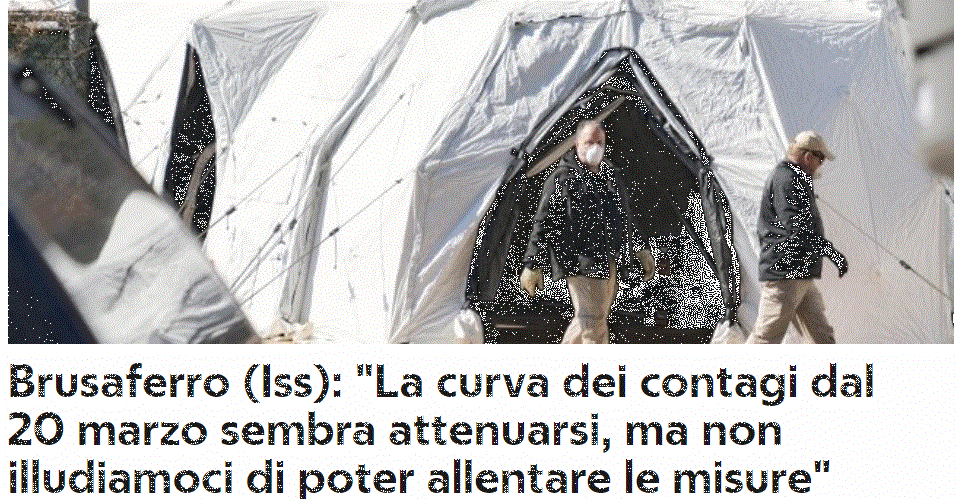 Brusaferro (Iss): "La curva dei contagi dal
20 marzo sembra attenuarsi, ma non
illudiamoci di poter allentare le misure"